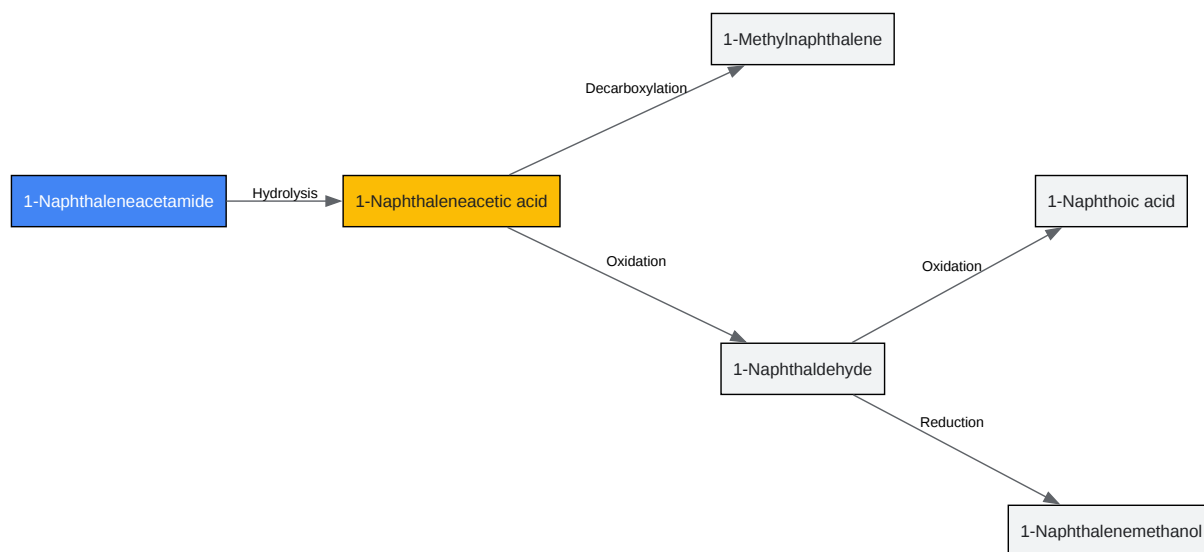 1-Methylnaphthalene
Decarboxylation
1-Naphthaleneacetamide
Hydrolysis
1-Naphthaleneacetic acid
1-Naphthoic acid
Oxidation
Oxidation
1-Naphthaldehyde
Reduction
1-Naphthalenemethanol